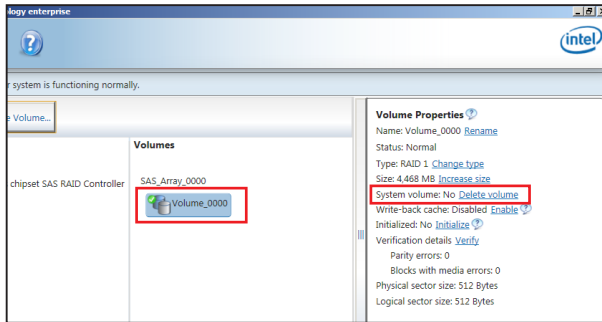 ology enterprise
intel
r system is functioning normally.
e Volume...
Volumes
chipset SAS RAID Controller
SAS_Array_0000
Volume_0000
Volume Properties
Name: Volume_0000 Rename
Status: Normal
Type: RAID 1 Change type
Size: 4,468 MB Increase size
System volume: No Delete volume
Write-back cache: Disabled Enable
Initialized: No Initialize
Verification details Verify
Parity errors: 0
Blocks with media errors: 0
Physical sector size: 512 Bytes
Logical sector size: 512 Bytes